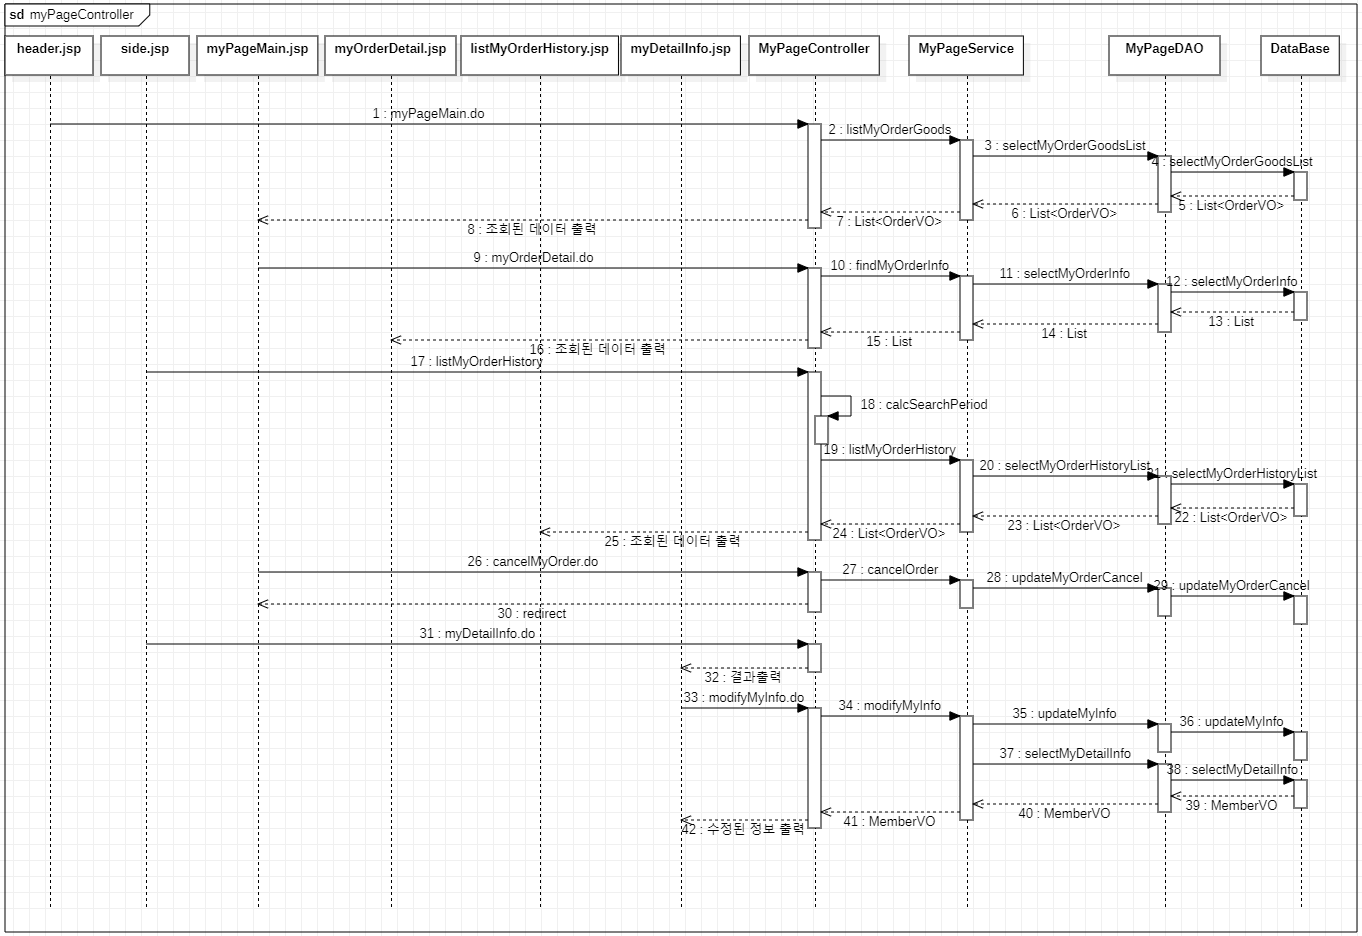 sd myPageController
header.jsp
side.jsp
myPageMain.jsp
myOrderDetail.jsp
listMyOrderHistory.jsp
myDetailInfo.jsp
MyPageController
MyPageService
MyPageDAO
DataBase
1 : myPageMain.do
2 : listMyOrderGoods
3 : selectMyOrderGoodsList
4 : selectMyOrderGoodsList
5 : List<OrderVO>
6 : List<OrderVO>
7 : List<OrderVO>
8 : 조회된 데이터 출력
9 : myOrderDetail.do
10 : findMyOrderInfo
11 : selectMyOrderInfo
12 : selectMyOrderInfo
13 : List
14 : List
15 : List
16 : 조회된 데이터 출력
17 : listMyOrderHistory
18 : calcSearchPeriod
19 : listMyOrderHistory
20 : selectMyOrderHistoryList
21 : selectMyOrderHistoryList
22 : List<OrderVO>
23 : List<OrderVO>
24 : List<OrderVO>
25 : 조회된 데이터 출력
26 : cancelMyOrder.do
27 : cancelOrder
28 : updateMyOrderCancel
29 : updateMyOrderCancel
30 : redirect
31 : myDetailInfo.do
32 : 결과출력
33 : modifyMyInfo.do
34 : modifyMyInfo
35 : updateMyInfo
36 : updateMyInfo
37 : selectMyDetailInfo
38 : selectMyDetailInfo
39 : MemberVO
40 : MemberVO
41 : MemberVO
42 : 수정된 정보 출력